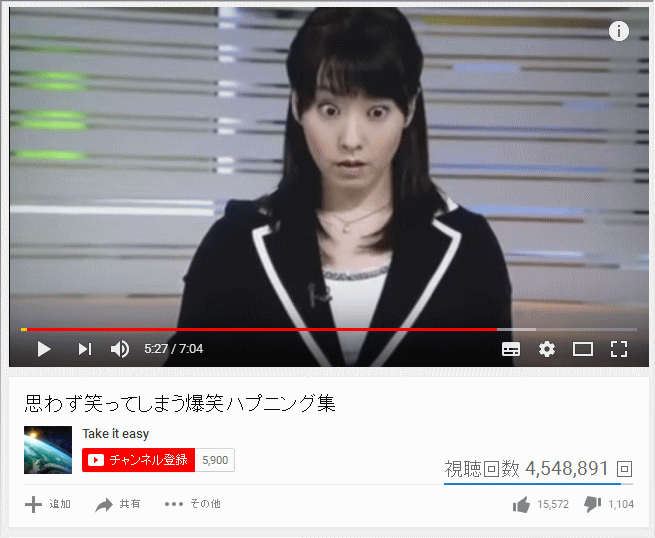 i
5:27 / 7:04
思わず笑ってしまう爆笑ハプニング集
Take it easy
チャンネル登録 5,900
視聴回数 4,548,891 回
追加 共有 その他 15,572 1,104